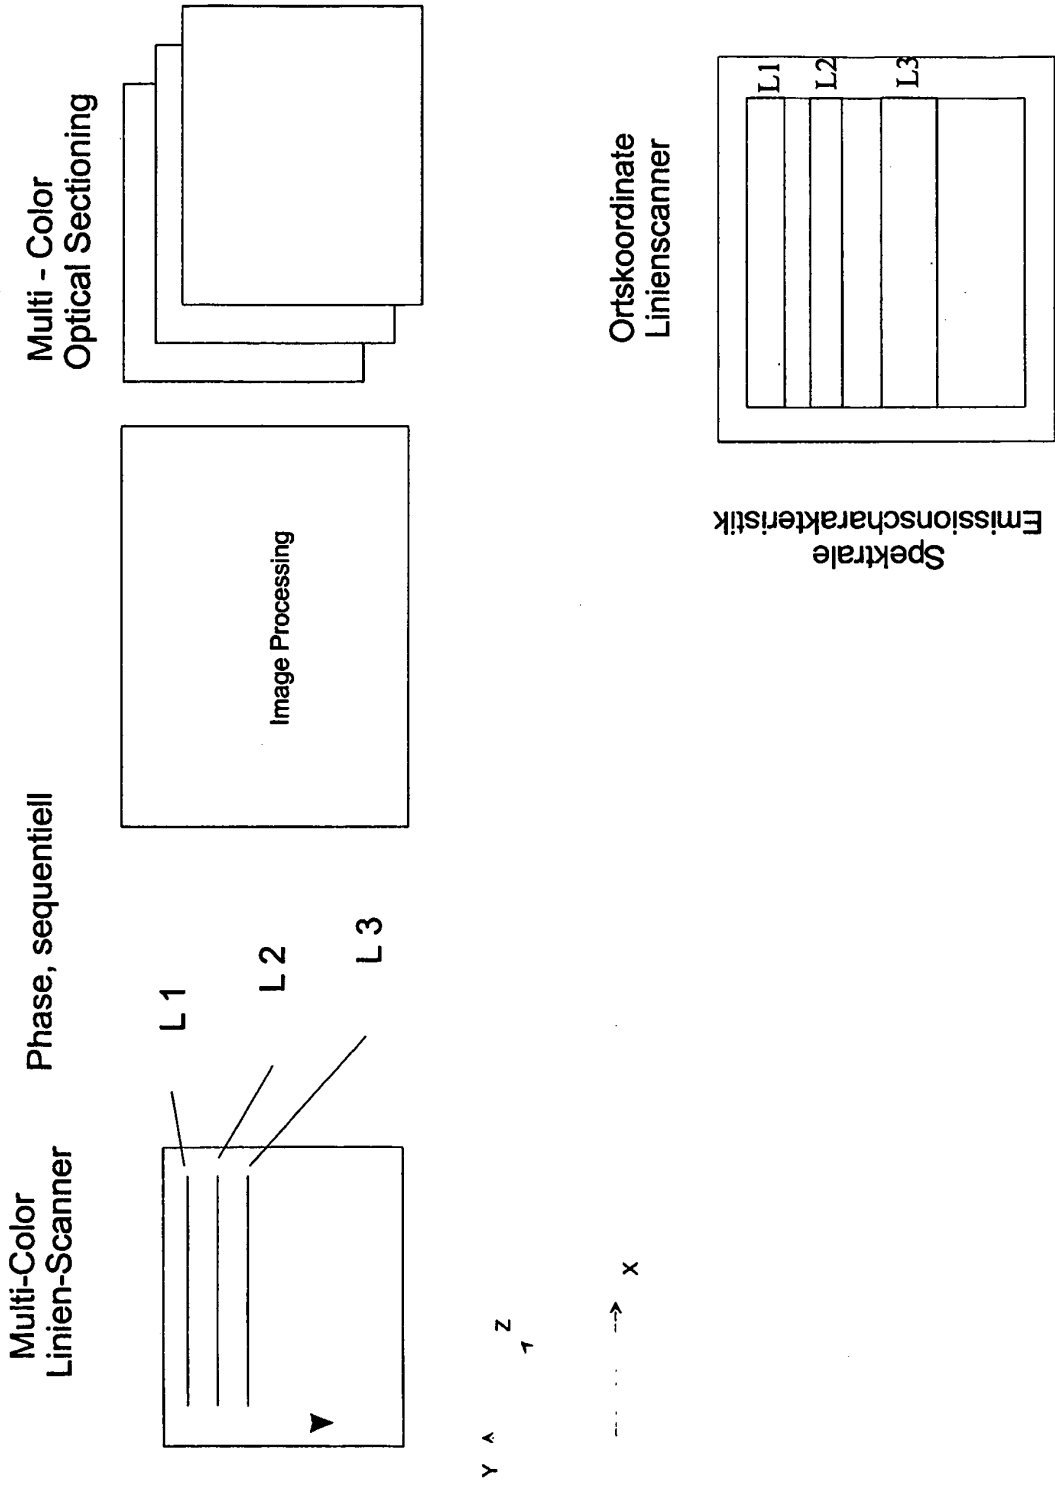 Multi-Color
Linien-Scanner
Phase, sequentiell
Multi - Color
Optical Sectioning
L 1
L 2
L 3
Image Processing
Y
Z
X
Ortskoordinate
Linienscanner
Spektrale
Emissionscharakteristik
L1
L2
L3